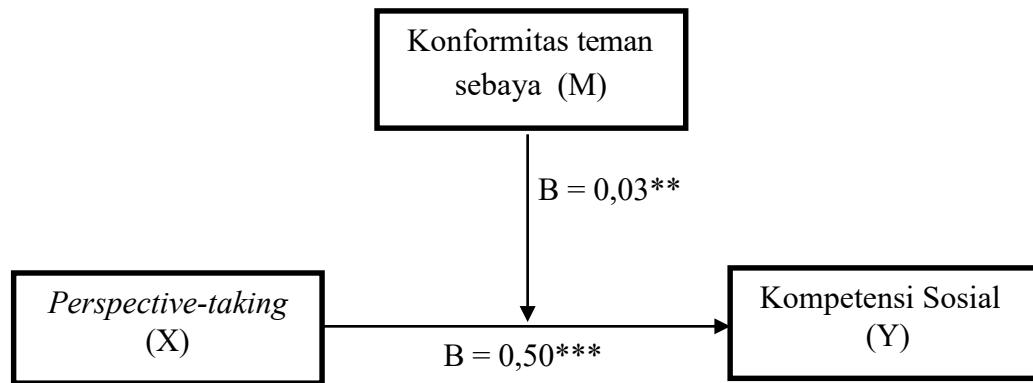 Konformitas teman
sebaya (M)
B = 0,03**
Perspective-taking
(X)
B = 0,50***
Kompetensi Sosial
(Y)